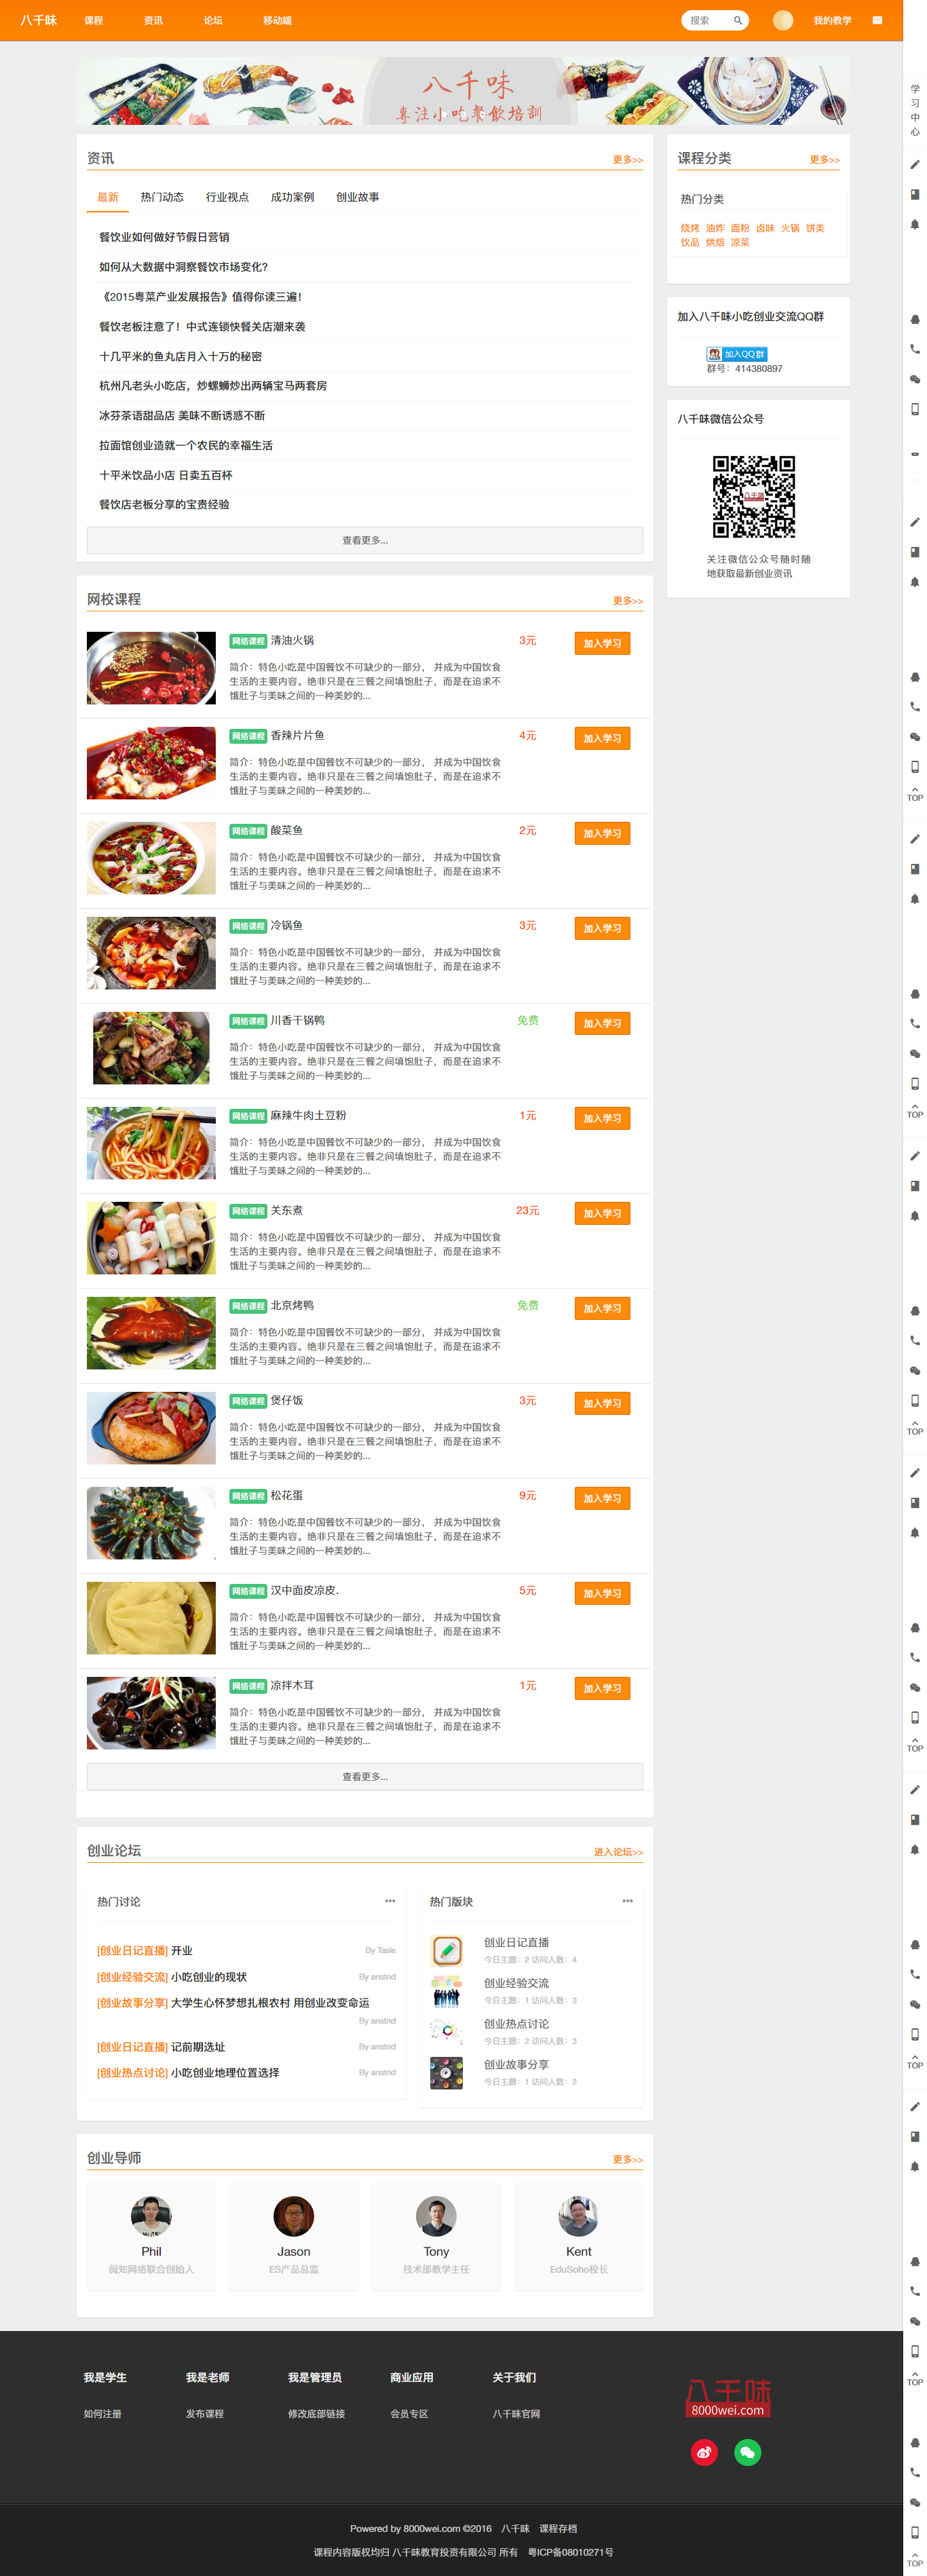 八千味 课程 资讯 论坛 移动端 搜索 我的教学
八千味
专注小吃餐饮培训
资讯 更多>>
最新 热门动态 行业视点 成功案例 创业故事
餐饮业如何做好节假日营销
如何从大数据中洞察餐饮市场变化?
《2015粤菜产业发展报告》值得你读三遍!
餐饮老板注意了! 中式连锁快餐关店潮来袭
十几平米的鱼丸店月入十万的秘密
杭州凡老头小吃店, 炒螺蛳炒出两辆宝马两套房
冰芬茶语甜品店 美味不断诱惑不断
拉面馆创业造就一个农民的幸福生活
十平米饮品小店 日卖五百杯
餐饮店老板分享的宝贵经验
查看更多...
课程分类 更多>>
热门分类
烧烤 油炸 面粉 卤味 火锅 饼类
饮品 烘焙 凉菜
加入八千味小吃创业交流QQ群
加入QQ群
群号: 414380897
八千味微信公众号
八千味
关注微信公众号随时随
地获取最新创业资讯
网校课程 更多>>
网络课程 清油火锅 3元 加入学习
简介: 特色小吃是中国餐饮不可缺少的一部分, 并成为中国饮食
生活的主要内容。绝非只是在三餐之间填饱肚子, 而是在追求不
饿肚子与美味之间的一种美妙的...
网络课程 香辣片片鱼 4元 加入学习
简介: 特色小吃是中国餐饮不可缺少的一部分, 并成为中国饮食
生活的主要内容。绝非只是在三餐之间填饱肚子, 而是在追求不
饿肚子与美味之间的一种美妙的...
网络课程 酸菜鱼 2元 加入学习
简介: 特色小吃是中国餐饮不可缺少的一部分, 并成为中国饮食
生活的主要内容。绝非只是在三餐之间填饱肚子, 而是在追求不
饿肚子与美味之间的一种美妙的...
网络课程 冷锅鱼 3元 加入学习
简介: 特色小吃是中国餐饮不可缺少的一部分, 并成为中国饮食
生活的主要内容。绝非只是在三餐之间填饱肚子, 而是在追求不
饿肚子与美味之间的一种美妙的...
网络课程 川香干锅鸭 免费 加入学习
简介: 特色小吃是中国餐饮不可缺少的一部分, 并成为中国饮食
生活的主要内容。绝非只是在三餐之间填饱肚子, 而是在追求不
饿肚子与美味之间的一种美妙的...
网络课程 麻辣牛肉土豆粉 1元 加入学习
简介: 特色小吃是中国餐饮不可缺少的一部分, 并成为中国饮食
生活的主要内容。绝非只是在三餐之间填饱肚子, 而是在追求不
饿肚子与美味之间的一种美妙的...
网络课程 关东煮 23元 加入学习
简介: 特色小吃是中国餐饮不可缺少的一部分, 并成为中国饮食
生活的主要内容。绝非只是在三餐之间填饱肚子, 而是在追求不
饿肚子与美味之间的一种美妙的...
网络课程 北京烤鸭 免费 加入学习
简介: 特色小吃是中国餐饮不可缺少的一部分, 并成为中国饮食
生活的主要内容。绝非只是在三餐之间填饱肚子, 而是在追求不
饿肚子与美味之间的一种美妙的...
网络课程 煲仔饭 3元 加入学习
简介: 特色小吃是中国餐饮不可缺少的一部分, 并成为中国饮食
生活的主要内容。绝非只是在三餐之间填饱肚子, 而是在追求不
饿肚子与美味之间的一种美妙的...
网络课程 松花蛋 9元 加入学习
简介: 特色小吃是中国餐饮不可缺少的一部分, 并成为中国饮食
生活的主要内容。绝非只是在三餐之间填饱肚子, 而是在追求不
饿肚子与美味之间的一种美妙的...
网络课程 汉中面皮凉皮. 5元 加入学习
简介: 特色小吃是中国餐饮不可缺少的一部分, 并成为中国饮食
生活的主要内容。绝非只是在三餐之间填饱肚子, 而是在追求不
饿肚子与美味之间的一种美妙的...
网络课程 凉拌木耳 1元 加入学习
简介: 特色小吃是中国餐饮不可缺少的一部分, 并成为中国饮食
生活的主要内容。绝非只是在三餐之间填饱肚子, 而是在追求不
饿肚子与美味之间的一种美妙的...
查看更多...
创业论坛 进入论坛>>
热门讨论
[创业日记直播] 开业 By Taste
[创业经验交流] 小吃创业的现状 By anstnd
[创业故事分享] 大学生心怀梦想扎根农村 用创业改变命运
By anstnd
[创业日记直播] 记前期选址 By anstnd
[创业热点讨论] 小吃创业地理位置选择 By anstnd
热门版块
创业日记直播
今日主题: 2 访问人数: 4
创业经验交流
今日主题: 1 访问人数: 3
创业热点讨论
今日主题: 2 访问人数: 3
创业故事分享
今日主题: 1 访问人数: 2
创业导师 更多>>
Phil
阔知网络联合创始人
Jason
ES产品总监
Tony
技术部教学主任
Kent
EduSoho校长
我是学生 我是老师 我是管理员 商业应用 关于我们
如何注册 发布课程 修改底部链接 会员专区 八千味官网
八千味
8000wei.com
Powered by 8000wei.com ©2016 八千味 课程存档
课程内容版权均归 八千味教育投资有限公司 所有 粤ICP备08010271号
学
习
中
心
TOP
TOP
TOP
TOP
TOP
TOP
TOP